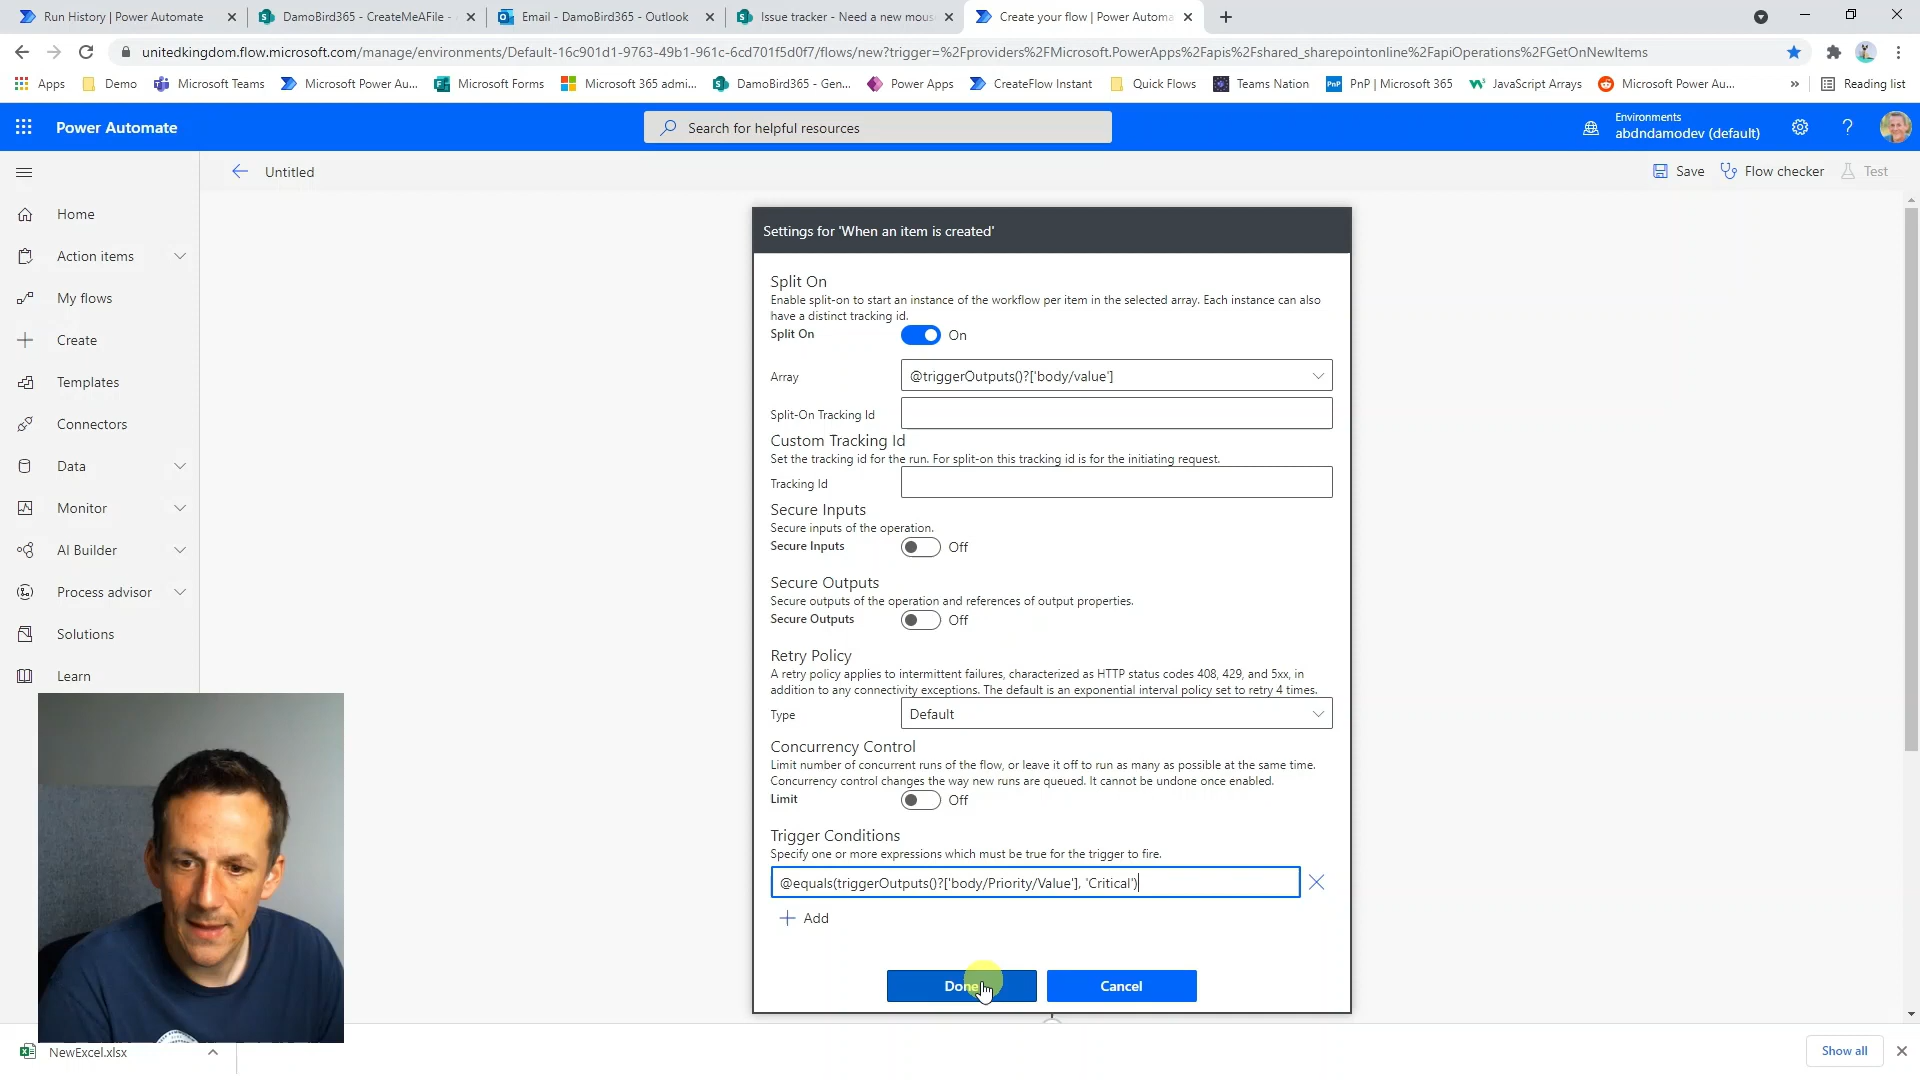 Run History | Power Automate
DamoBird365 - CreateMeAFile -
Email - DamoBird365 - Outlook
Issue tracker - Need a new mous
Create your flow | Power Automa
unitedkingdom.flow.microsoft.com/manage/environments/Default-16c901d1-9763-49b1-961c-6cd701f5d0f7/flows/new?trigger=%2Fproviders%2FMicrosoft.PowerApps%2Fapis%2Fshared_sharepointonline%2FapiOperations%2FGetOnNewItems
Apps
Demo
Microsoft Teams
Microsoft Power Au...
Microsoft Forms
Microsoft 365 admi...
DamoBird365 - Gen...
Power Apps
CreateFlow Instant
Quick Flows
Teams Nation
PnP | Microsoft 365
JavaScript Arrays
Microsoft Power Au...
»
Reading list
Power Automate
Search for helpful resources
Environments
abdndamodev (default)
?
Untitled
Save
Flow checker
Test
Home
Action items
My flows
Create
Templates
Connectors
Data
Monitor
AI Builder
Process advisor
Solutions
Learn
Settings for 'When an item is created'
Split On
Enable split-on to start an instance of the workflow per item in the selected array. Each instance can also
have a distinct tracking id.
Split On
On
Array
@triggerOutputs()?['body/value']
Split-On Tracking Id
Custom Tracking Id
Set the tracking id for the run. For split-on this tracking id is for the initiating request.
Tracking Id
Secure Inputs
Secure inputs of the operation.
Secure Inputs
Off
Secure Outputs
Secure outputs of the operation and references of output properties.
Secure Outputs
Off
Retry Policy
A retry policy applies to intermittent failures, characterized as HTTP status codes 408, 429, and 5xx, in
addition to any connectivity exceptions. The default is an exponential interval policy set to retry 4 times.
Type
Default
Concurrency Control
Limit number of concurrent runs of the flow, or leave it off to run as many as possible at the same time.
Concurrency control changes the way new runs are queued. It cannot be undone once enabled.
Limit
Off
Trigger Conditions
Specify one or more expressions which must be true for the trigger to fire.
@equals(triggerOutputs()?['body/Priority/Value'], 'Critical')
Add
Done
Cancel
NewExcel.xlsx
Show all